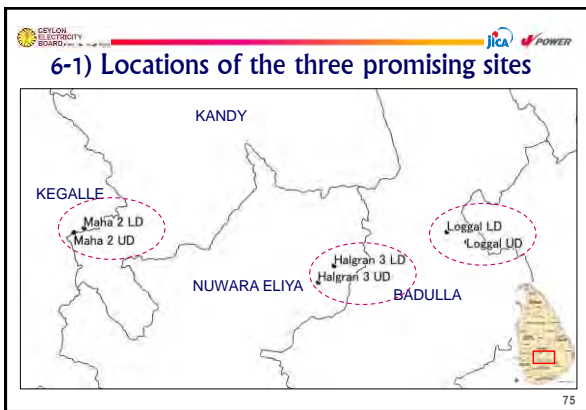 CEYLON
ELECTRICITY
BOARD
JICA
POWER
6-1) Locations of the three promising sites
KANDY
KEGALLE
Maha 2 LD
Maha 2 UD
Loggal LD
Loggal UD
Halgran 3 LD
Halgran 3 UD
NUWARA ELIYA
BADULLA
75